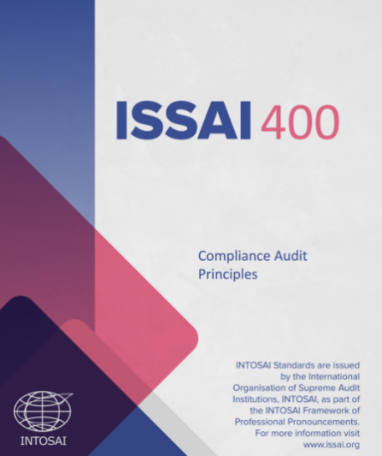 ISSAI 400
Compliance Audit
Principles
INTOSAI Standards are issued
by the International
Organisation of Supreme Audit
Institutions, INTOSAI, as part of
the INTOSAI Framework of
Professional Pronouncements.
For more information visit
www.issai.org
INTOSAI